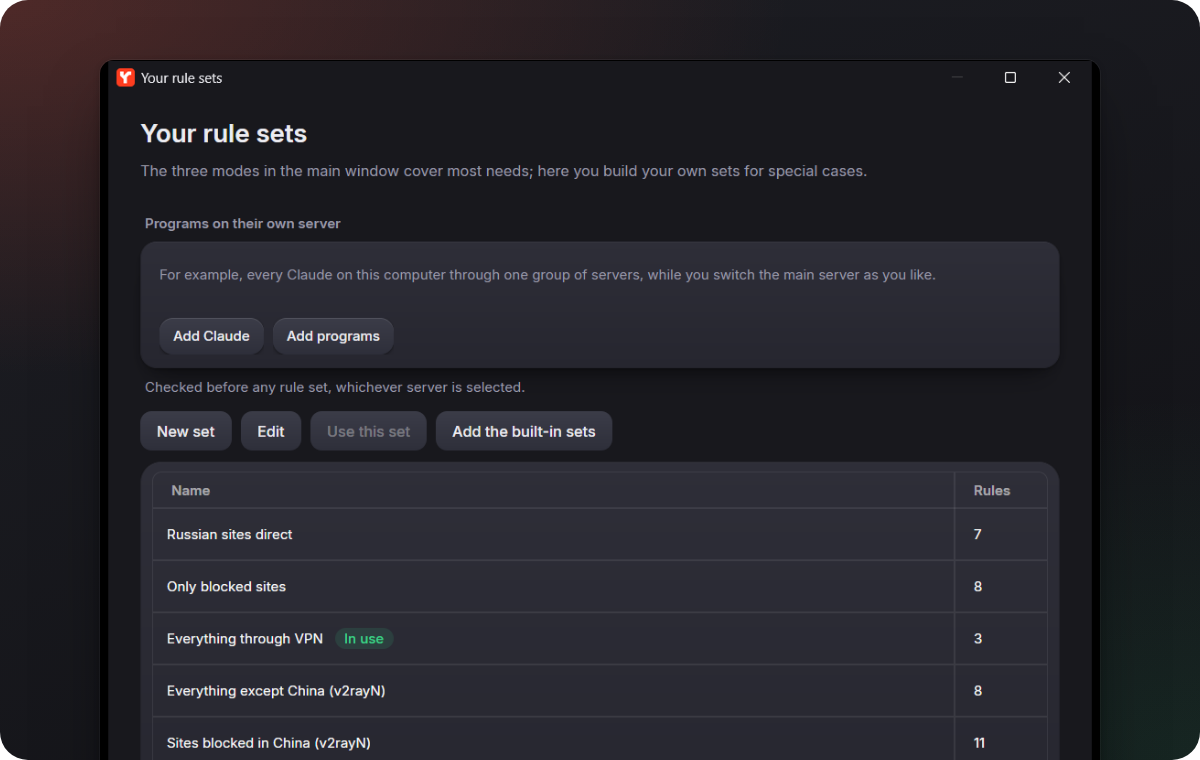 Your rule sets
Your rule sets
The three modes in the main window cover most needs; here you build your own sets for special cases.
Programs on their own server
For example, every Claude on this computer through one group of servers, while you switch the main server as you like.
Add Claude Add programs
Checked before any rule set, whichever server is selected.
New set Edit Use this set Add the built-in sets
Name Rules
Russian sites direct 7
Only blocked sites 8
Everything through VPN In use 3
Everything except China (v2rayN) 8
Sites blocked in China (v2rayN) 11